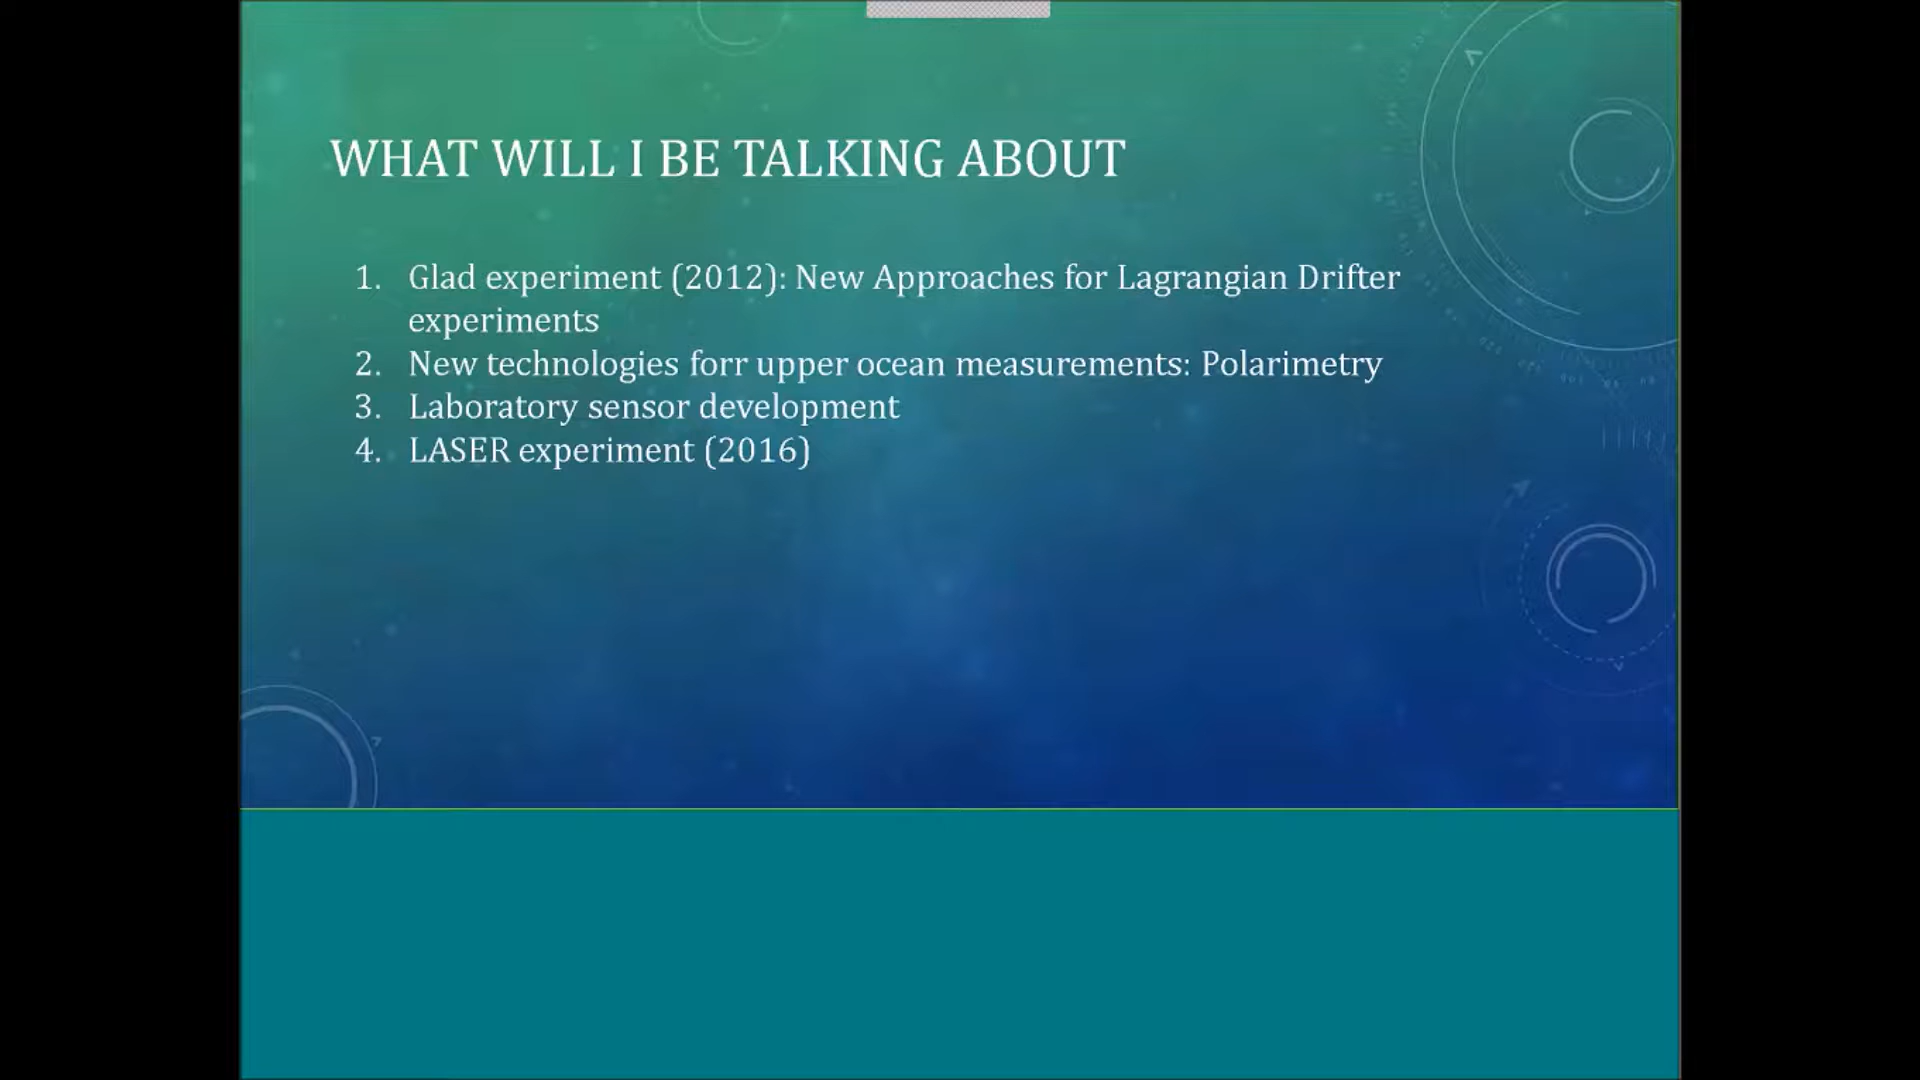 WHAT WILL I BE TALKING ABOUT
1. Glad experiment (2012): New Approaches for Lagrangian Drifter
experiments
2. New technologies forr upper ocean measurements: Polarimetry
3. Laboratory sensor development
4. LASER experiment (2016)